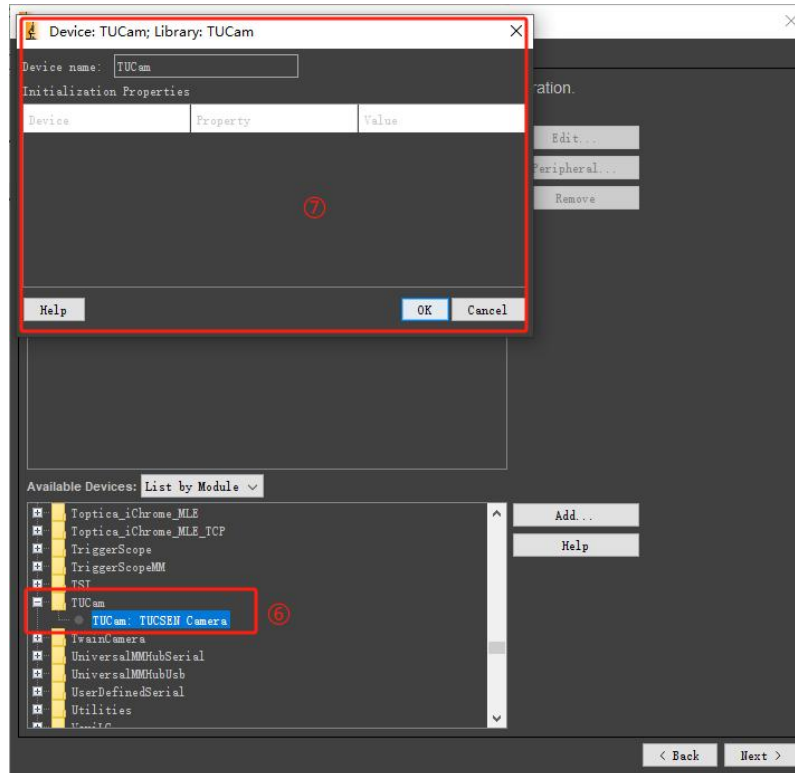 Device: TUCam; Library: TUCam
Device name: TUCam
Initialization Properties
Device Property Value
⑦
Help OK Cancel
ration.
Edit...
Peripheral...
Remove
Available Devices: List by Module
Toptica_iChrome_MLE
Toptica_iChrome_MLE_TCP
TriggerScope
TriggerScopeMM
TSI
TUCam
TUCam: TUCSEN Camera
⑥
TwainCamera
UniversalMMHubSerial
UniversalMMHubUsb
UserDefinedSerial
Utilities
Add...
Help
< Back Next >